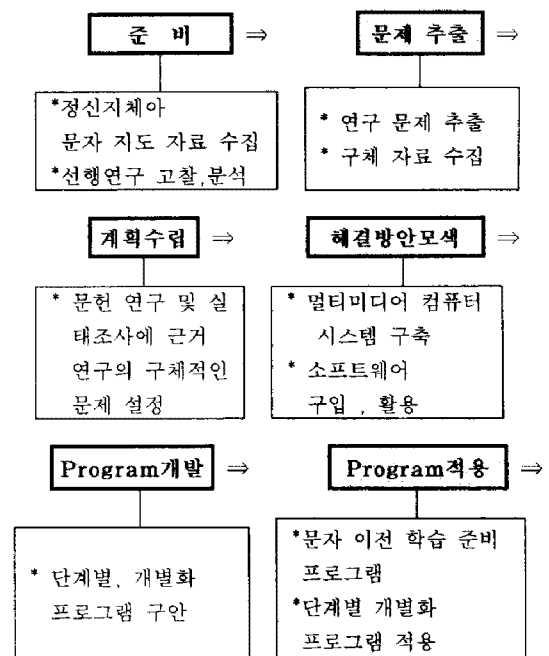 준 비 ⇒
문제 추출 ⇒
*정신지체아
문자 지도 자료 수집
*선행연구 고찰,분석
* 연구 문제 추출
* 구체 자료 수집
계획수립 ⇒
해결방안모색 ⇒
* 문헌 연구 및 실
태조사에 근거
연구의 구체적인
문제 설정
* 멀티미디어 컴퓨터
시스템 구축
* 소프트웨어
구입 , 활용
Program개발 ⇒
Program적용 ⇒
* 단계별, 개별화
프로그램 구안
*문자 이전 학습 준비
프로그램
*단계별 개별화
프로그램 적용